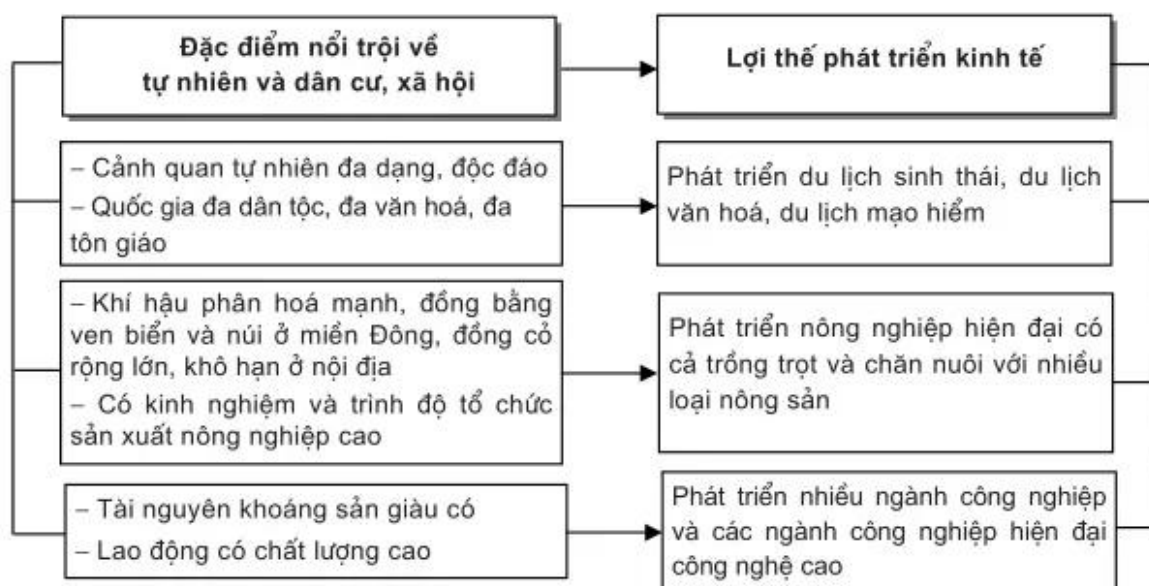 Đặc điểm nổi trội về
tự nhiên và dân cư, xã hội
Lợi thế phát triển kinh tế
– Cảnh quan tự nhiên đa dạng, độc đáo
– Quốc gia đa dân tộc, đa văn hoá, đa
tôn giáo
Phát triển du lịch sinh thái, du lịch
văn hoá, du lịch mạo hiểm
– Khí hậu phân hoá mạnh, đồng bằng
ven biển và núi ở miền Đông, đồng cỏ
rộng lớn, khô hạn ở nội địa
– Có kinh nghiệm và trình độ tổ chức
sản xuất nông nghiệp cao
Phát triển nông nghiệp hiện đại có
cả trồng trọt và chăn nuôi với nhiều
loại nông sản
– Tài nguyên khoáng sản giàu có
– Lao động có chất lượng cao
Phát triển nhiều ngành công nghiệp
và các ngành công nghiệp hiện đại
công nghệ cao